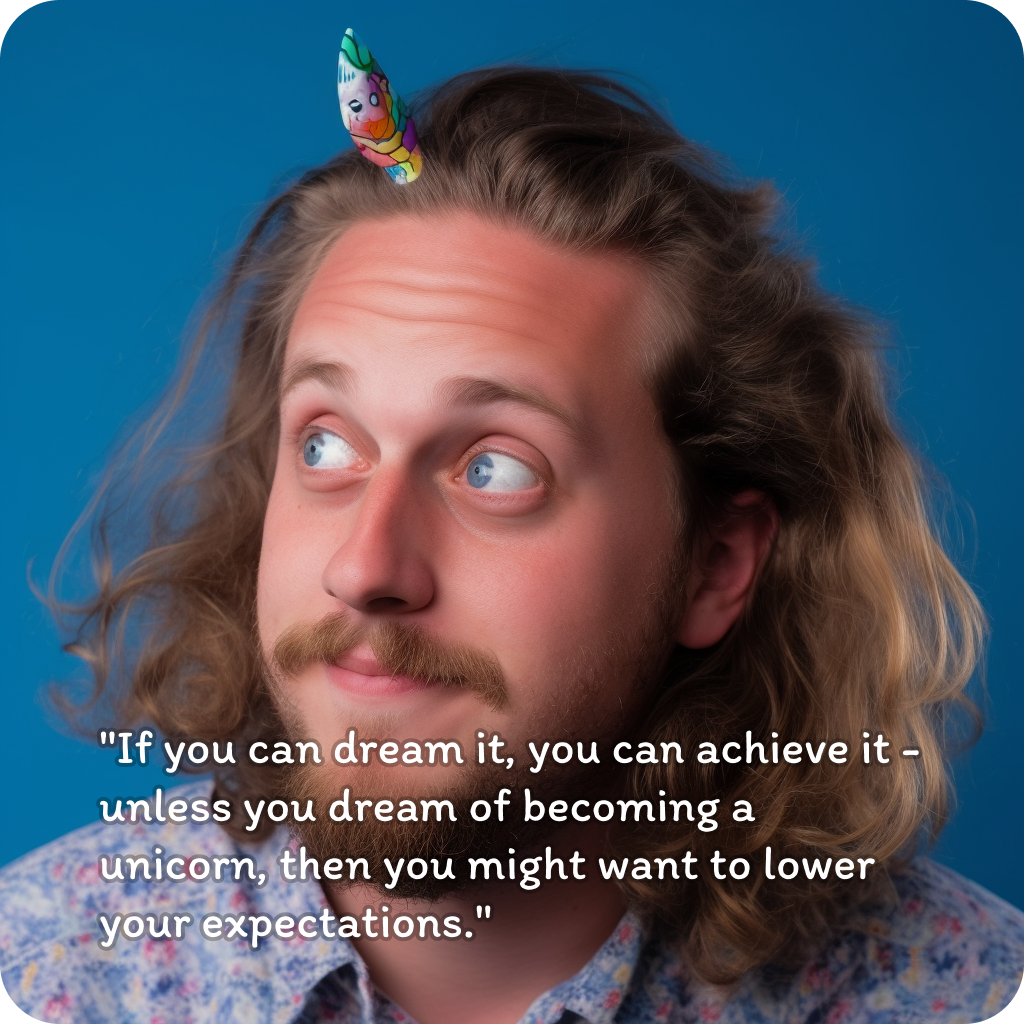 "If you can dream it, you can achieve it -
unless you dream of becoming a
unicorn, then you might want to lower
your expectations."